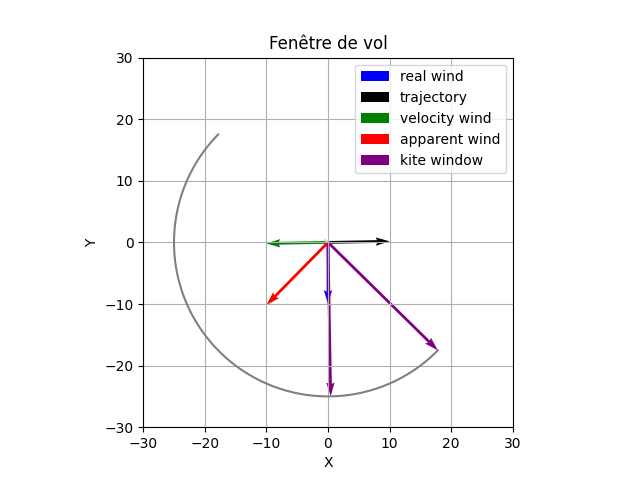 Fenêtre de vol
30
20
10
0
−10
−20
−30
Y
−30
−20
−10
0
10
20
30
X
real wind
trajectory
velocity wind
apparent wind
kite window